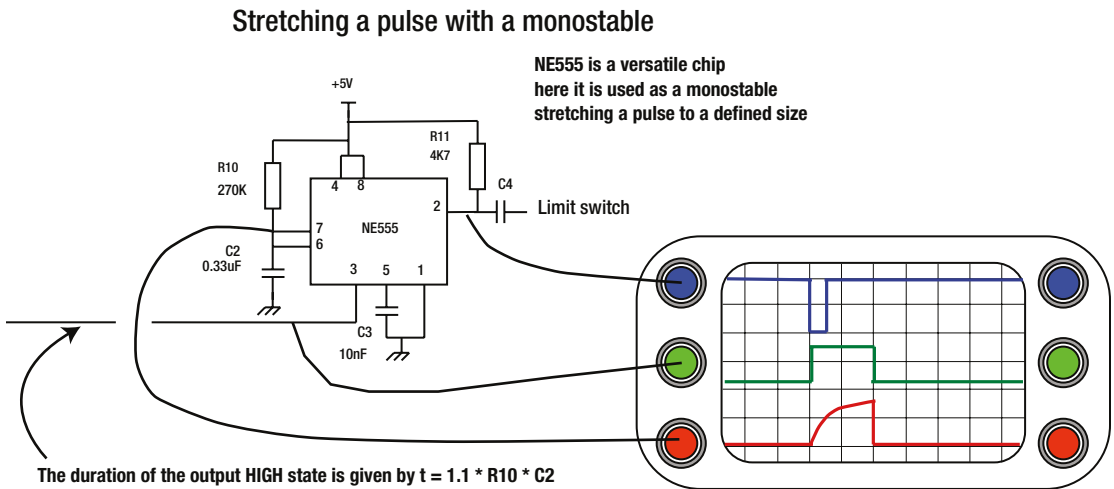 Stretching a pulse with a monostable
NE555 is a versatile chip
here it is used as a monostable
stretching a pulse to a defined size
+5V
R11
4K7
R10
270K
4 8
C4
2
Limit switch
7
NE555
6
C2
0.33uF
3 5 1
C3
10nF
The duration of the output HIGH state is given by t = 1.1 * R10 * C2